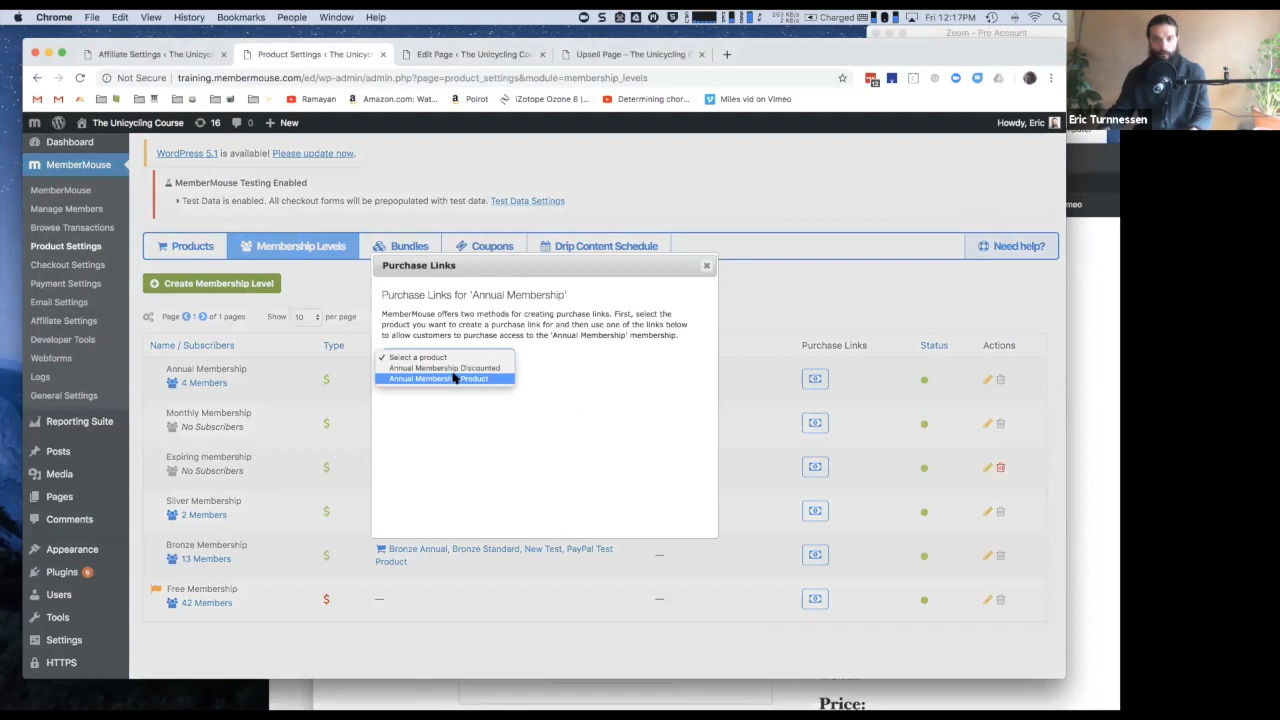 Chrome File Edit View History Bookmarks People Window Help
263 KB/s
2 KB/s
Charged
Fri 12:17PM
Zoom - Pro Account
Affiliate Settings < The Unicyc
Product Settings < The Unicyc
Edit Page < The Unicycling Co
Upsell Page – The Unicycling C
Not Secure
training.membermouse.com/ed/wp-admin/admin.php?page=product_settings&module=membership_levels
12
Ramayan
Amazon.com: Wat...
Poirot
iZotope Ozone 8 |...
Determining chor...
Miles vid on Vimeo
Eric Turnnessen
The Unicycling Course
16
0
New
Howdy, Eric
Dashboard
MemberMouse
MemberMouse
Manage Members
Browse Transactions
Product Settings
Checkout Settings
Payment Settings
Email Settings
Affiliate Settings
Developer Tools
Webforms
Logs
General Settings
Reporting Suite
Posts
Media
Pages
Comments
Appearance
Plugins 6
Users
Tools
Settings
HTTPS
WordPress 5.1 is available! Please update now.
MemberMouse Testing Enabled
Test Data is enabled. All checkout forms will be prepopulated with test data. Test Data Settings
Products
Membership Levels
Bundles
Coupons
Drip Content Schedule
Need help?
Create Membership Level
Page 1 of 1 pages
Show 10 per page
Name / Subscribers
Type
Purchase Links
Status
Actions
Annual Membership
4 Members
$
Monthly Membership
No Subscribers
$
Expiring membership
No Subscribers
$
Silver Membership
2 Members
$
Bronze Membership
13 Members
$
Bronze Annual, Bronze Standard, New Test, PayPal Test
Product
—
Free Membership
42 Members
$
—
—
Purchase Links
Purchase Links for 'Annual Membership'
MemberMouse offers two methods for creating purchase links. First, select the
product you want to create a purchase link for and then use one of the links below
to allow customers to purchase access to the 'Annual Membership' membership.
✓ Select a product
Annual Membership Discounted
Annual Membership Product
meo
Price: